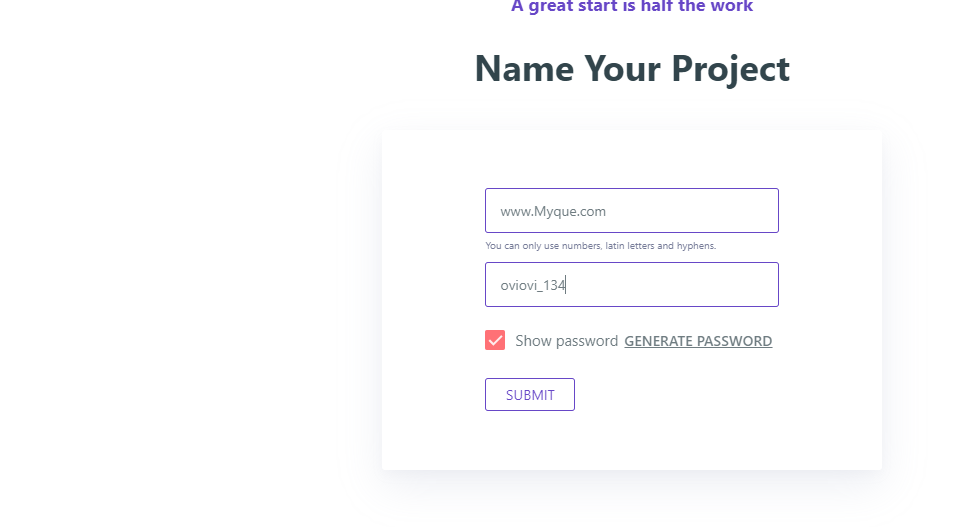 A great start is half the work
Name Your Project
www.Myque.com
You can only use numbers, latin letters and hyphens.
oviovi_134
Show password GENERATE PASSWORD
SUBMIT